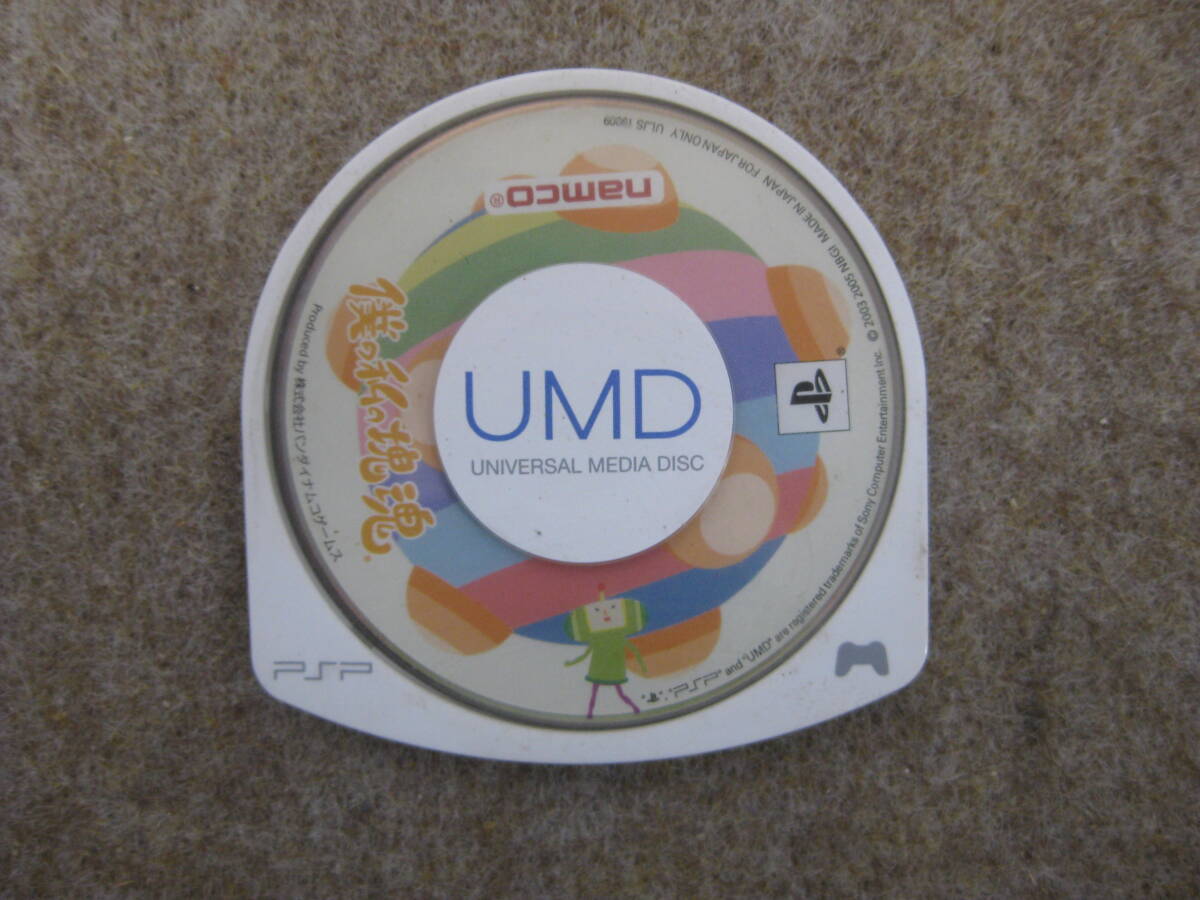 namco®
僕の私の塊魂
UMD
UNIVERSAL MEDIA DISC
PSP
Produced by 株式会社バンダイナムコゲームス
"PSP" and "UMD" are registered trademarks of Sony Computer Entertainment Inc. © 2003 2005 NBGI MADE IN JAPAN FOR JAPAN ONLY ULJS 19009